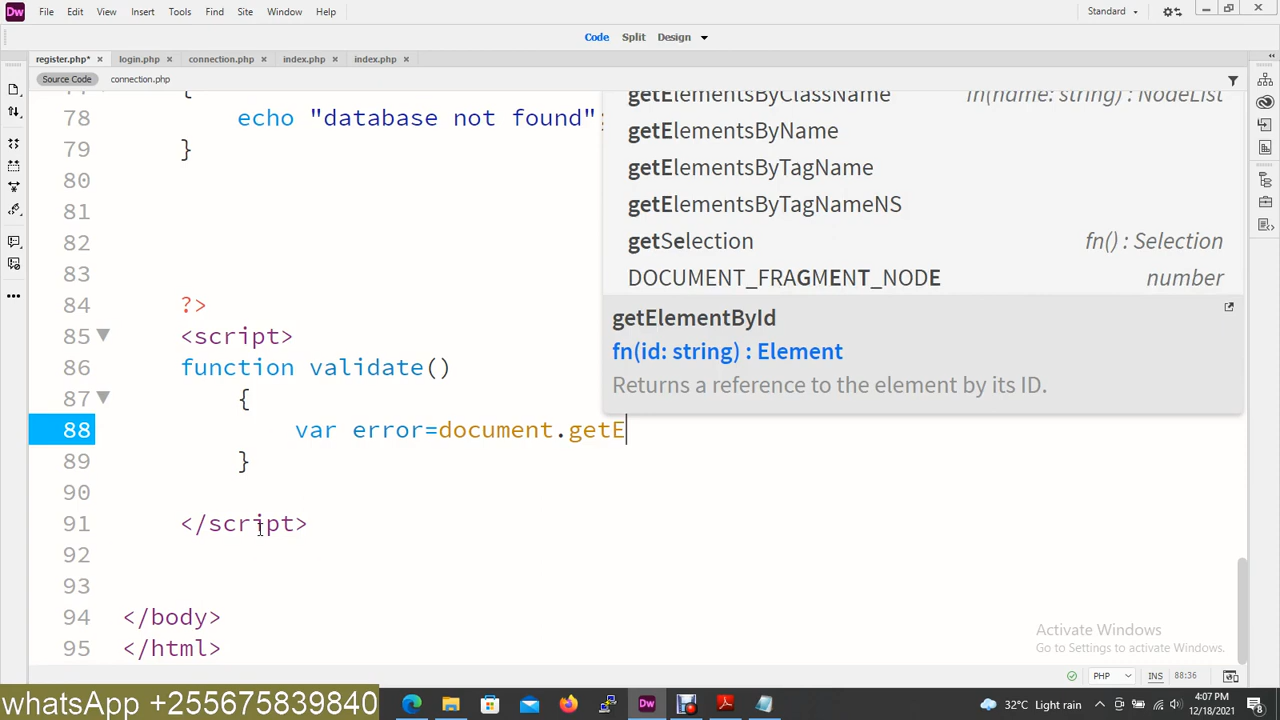 Dw File Edit View Insert Tools Find Site Window Help Standard
Code Split Design
register.php* × login.php × connection.php × index.php × index.php ×
Source Code connection.php
getElementsByClassName fn(name: string) : NodeList
78 echo "database not found";
getElementsByName
79 }
getElementsByTagName
80
getElementsByTagNameNS
81
82
getSelection fn() : Selection
83
DOCUMENT_FRAGMENT_NODE number
84 ?>
getElementById
85 <script>
fn(id: string) : Element
86 function validate()
Returns a reference to the element by its ID.
87 {
88 var error=document.getE
89 }
90
91 </script>
92
93
94 </body>
95 </html>
Activate Windows
Go to Settings to activate Windows.
PHP INS 88:36
whatsApp +255675839840
Dw
32°C Light rain
4:07 PM
12/18/2021